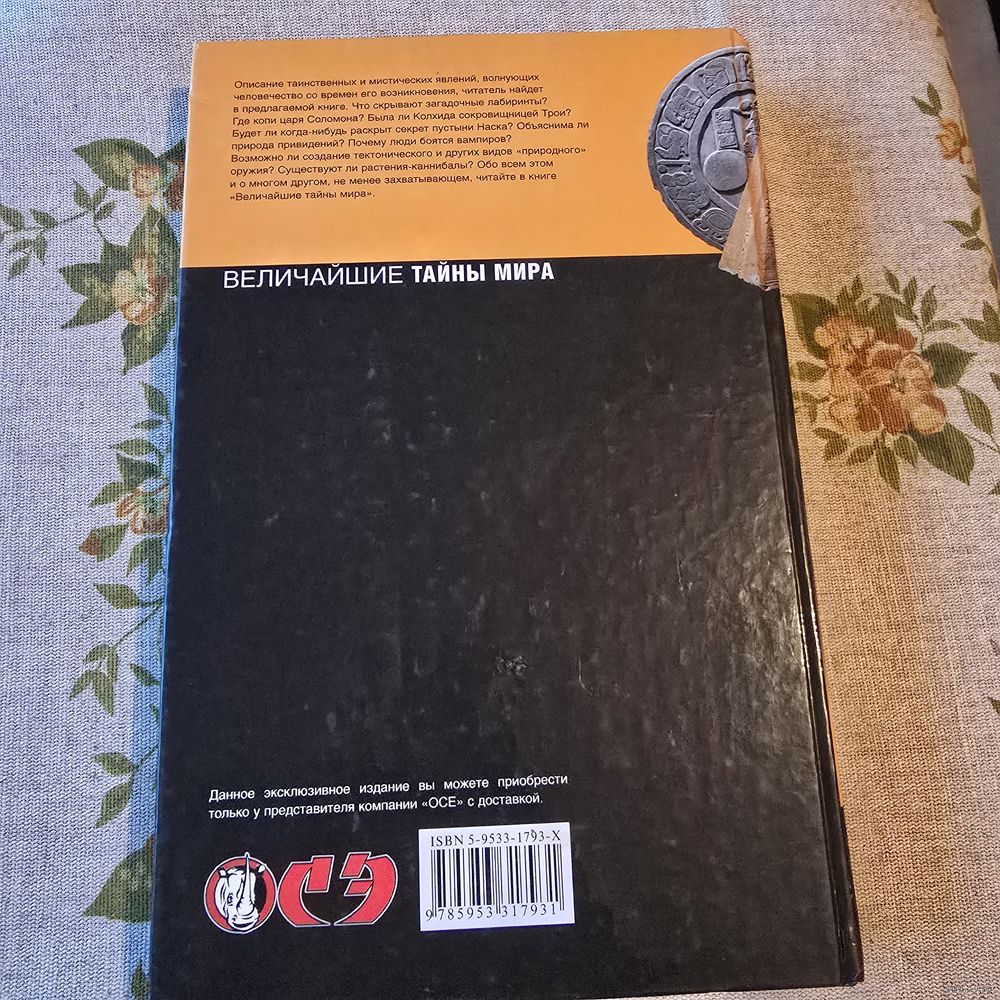 Описание таинственных и мистических явлений, волнующих
человечество со времен его возникновения, читатель найдет
в предлагаемой книге. Что скрывают загадочные лабиринты?
Где копи царя Соломона? Была ли Колхида сокровищницей Трои?
Будет ли когда-нибудь раскрыт секрет пустыни Наска? Объяснима ли
природа привидений? Почему люди боятся вампиров?
Возможно ли создание тектонического и других видов «природного»
оружия? Существуют ли растения-каннибалы? Обо всем этом
и о многом другом, не менее захватывающем, читайте в книге
«Величайшие тайны мира».
ВЕЛИЧАЙШИЕ ТАЙНЫ МИРА
Данное эксклюзивное издание вы можете приобрести
только у представителя компании «ОСЕ» с доставкой.
ISBN 5-9533-1793-X
9 785953 317931
ОСЭ